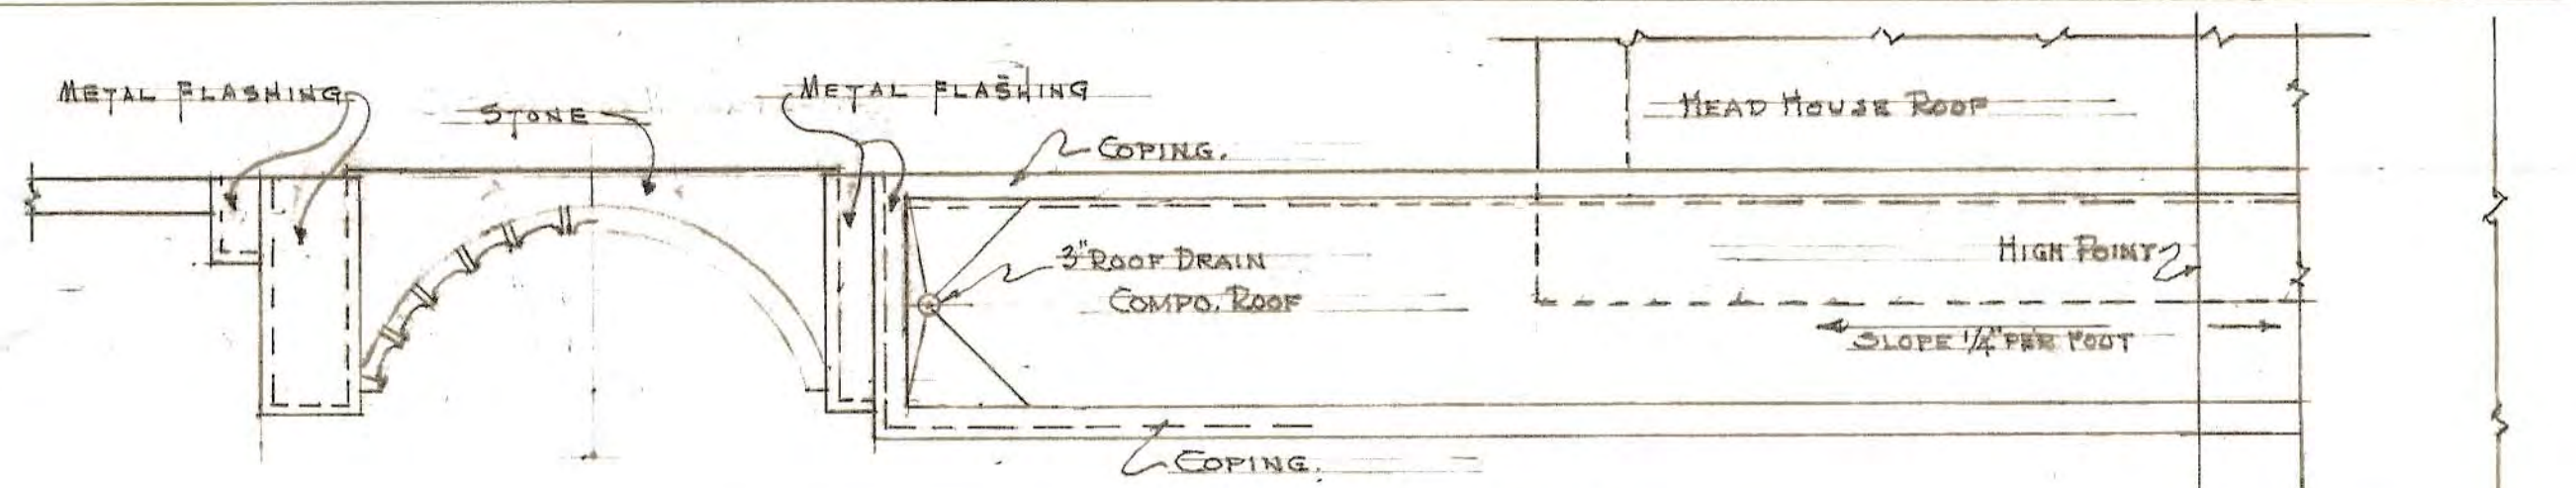 METAL FLASHING
STONE
METAL FLASHING
COPING.
HEAD HOUSE ROOF
3" ROOF DRAIN
COMPO. ROOF
HIGH POINT
SLOPE 1/4" PER FOOT
COPING.